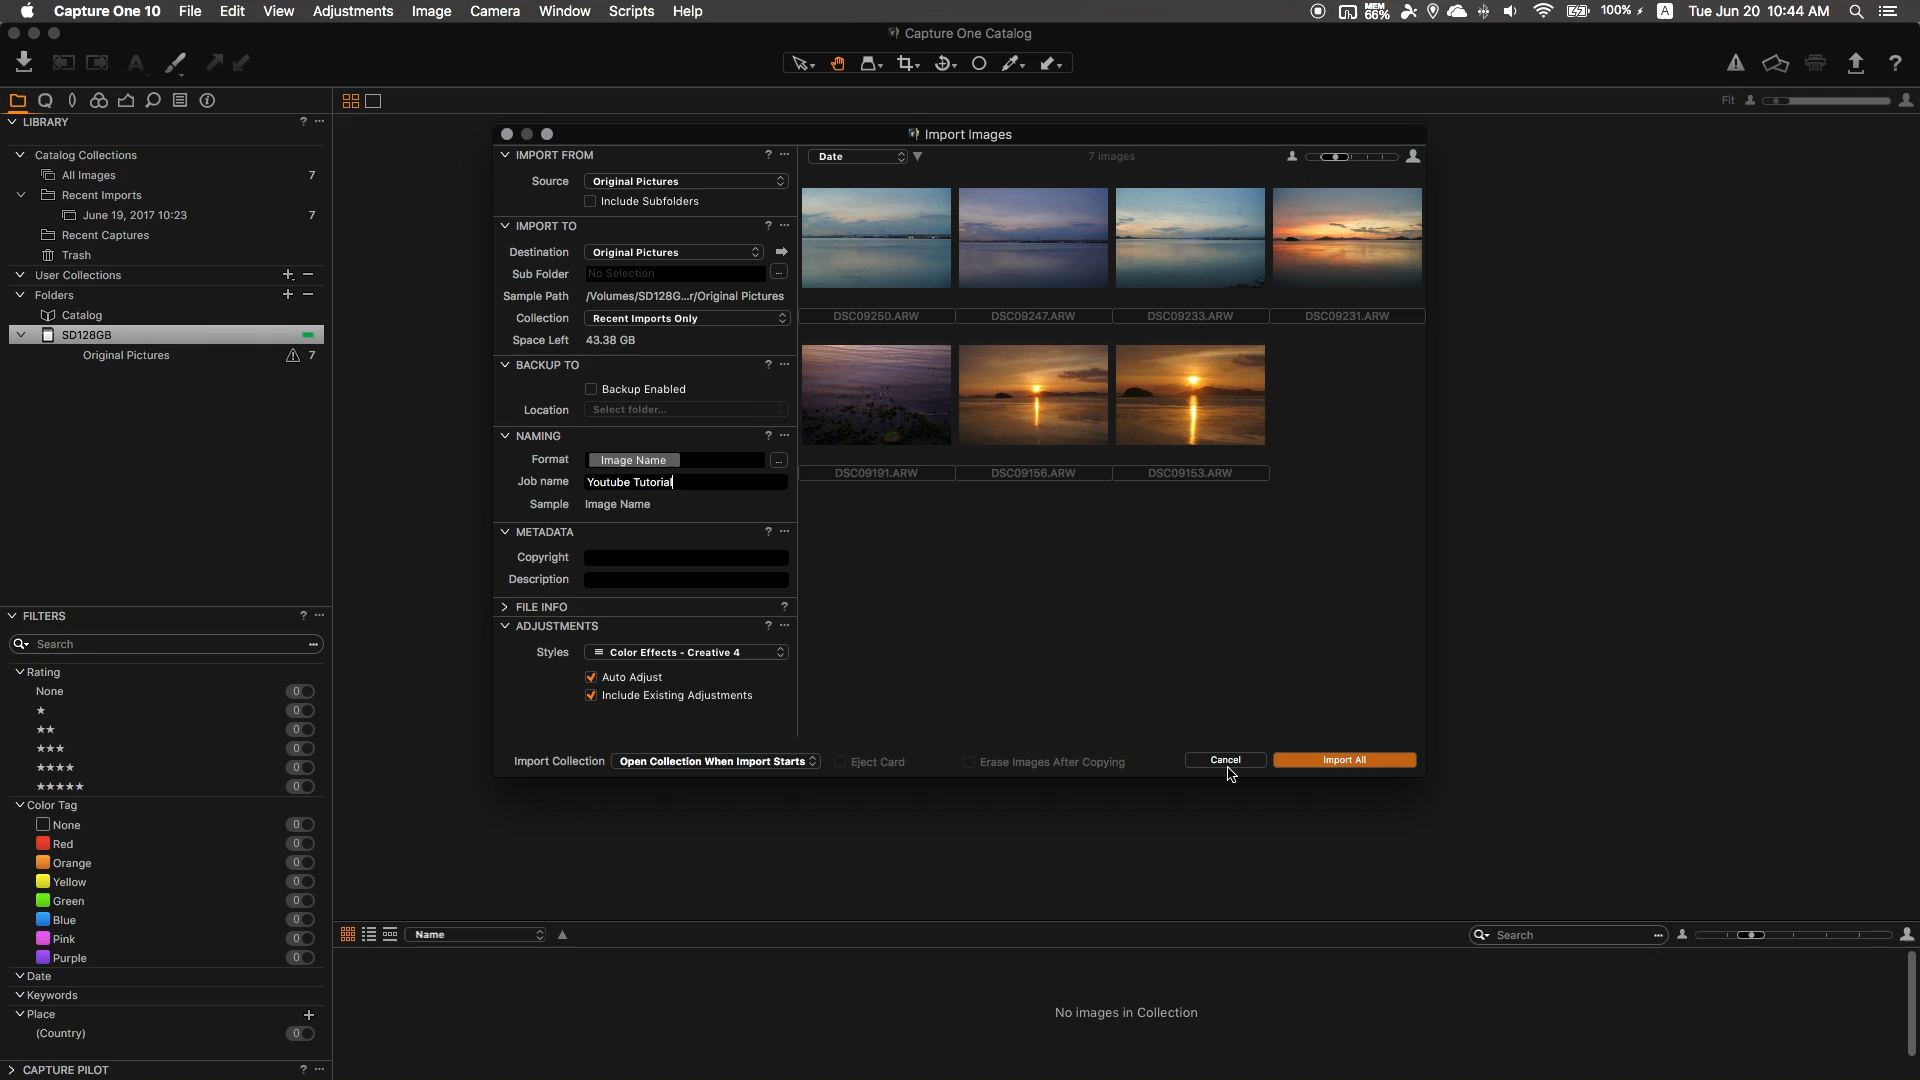 Capture One 10 File Edit View Adjustments Image Camera Window Scripts Help MEM 66% 100% A Tue Jun 20 10:44 AM
Capture One Catalog
Fit
LIBRARY ? ...
Catalog Collections
All Images 7
Recent Imports
June 19, 2017 10:23 7
Recent Captures
Trash
User Collections + −
Folders + −
Catalog
SD128GB
Original Pictures 7
FILTERS ? ...
Search
Rating
None 0
★ 0
★★ 0
★★★ 0
★★★★ 0
★★★★★ 0
Color Tag
None 0
Red 0
Orange 0
Yellow 0
Green 0
Blue 0
Pink 0
Purple 0
Date
Keywords
Place +
(Country) 0
CAPTURE PILOT ? ...
Import Images
IMPORT FROM ? ...
Source Original Pictures
Include Subfolders
IMPORT TO ? ...
Destination Original Pictures
Sub Folder No Selection ...
Sample Path /Volumes/SD128G...r/Original Pictures
Collection Recent Imports Only
Space Left 43.38 GB
BACKUP TO ? ...
Backup Enabled
Location Select folder...
NAMING ? ...
Format Image Name ...
Job name Youtube Tutorial
Sample Image Name
METADATA ? ...
Copyright
Description
FILE INFO ?
ADJUSTMENTS ? ...
Styles Color Effects - Creative 4
Auto Adjust
Include Existing Adjustments
Date 7 images
DSC09250.ARW DSC09247.ARW DSC09233.ARW DSC09231.ARW
DSC09191.ARW DSC09156.ARW DSC09153.ARW
Import Collection Open Collection When Import Starts Eject Card Erase Images After Copying Cancel Import All
Name Search
No images in Collection